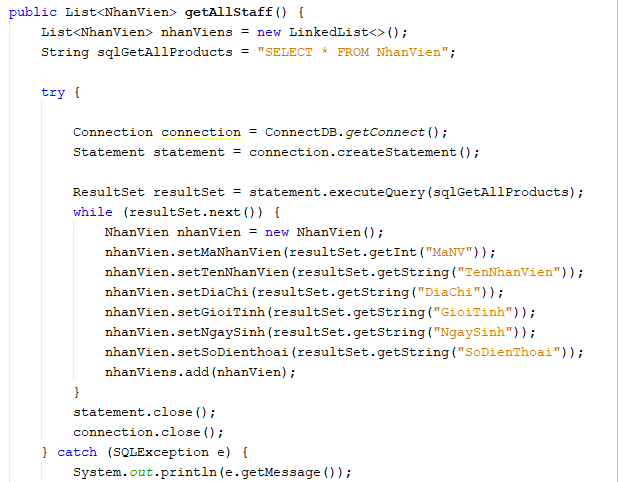 public List<NhanVien> getAllStaff() {
List<NhanVien> nhanViens = new LinkedList<>();
String sqlGetAllProducts = "SELECT * FROM NhanVien";
try {
Connection connection = ConnectDB.getConnect();
Statement statement = connection.createStatement();
ResultSet resultSet = statement.executeQuery(sqlGetAllProducts);
while (resultSet.next()) {
NhanVien nhanVien = new NhanVien();
nhanVien.setMaNhanVien(resultSet.getInt("MaNV"));
nhanVien.setTenNhanVien(resultSet.getString("TenNhanVien"));
nhanVien.setDiaChi(resultSet.getString("DiaChi"));
nhanVien.setGioiTinh(resultSet.getString("GioiTinh"));
nhanVien.setNgaySinh(resultSet.getString("NgaySinh"));
nhanVien.setSoDienthoai(resultSet.getString("SoDienThoai"));
nhanViens.add(nhanVien);
}
statement.close();
connection.close();
} catch (SQLException e) {
System.out.println(e.getMessage());